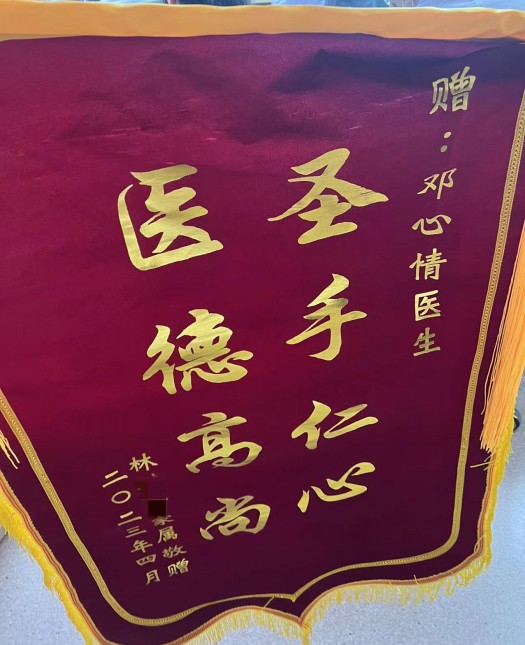 赠：邓心情医生
圣手仁心
医德高尚
林 家属敬赠
二〇二三年四月